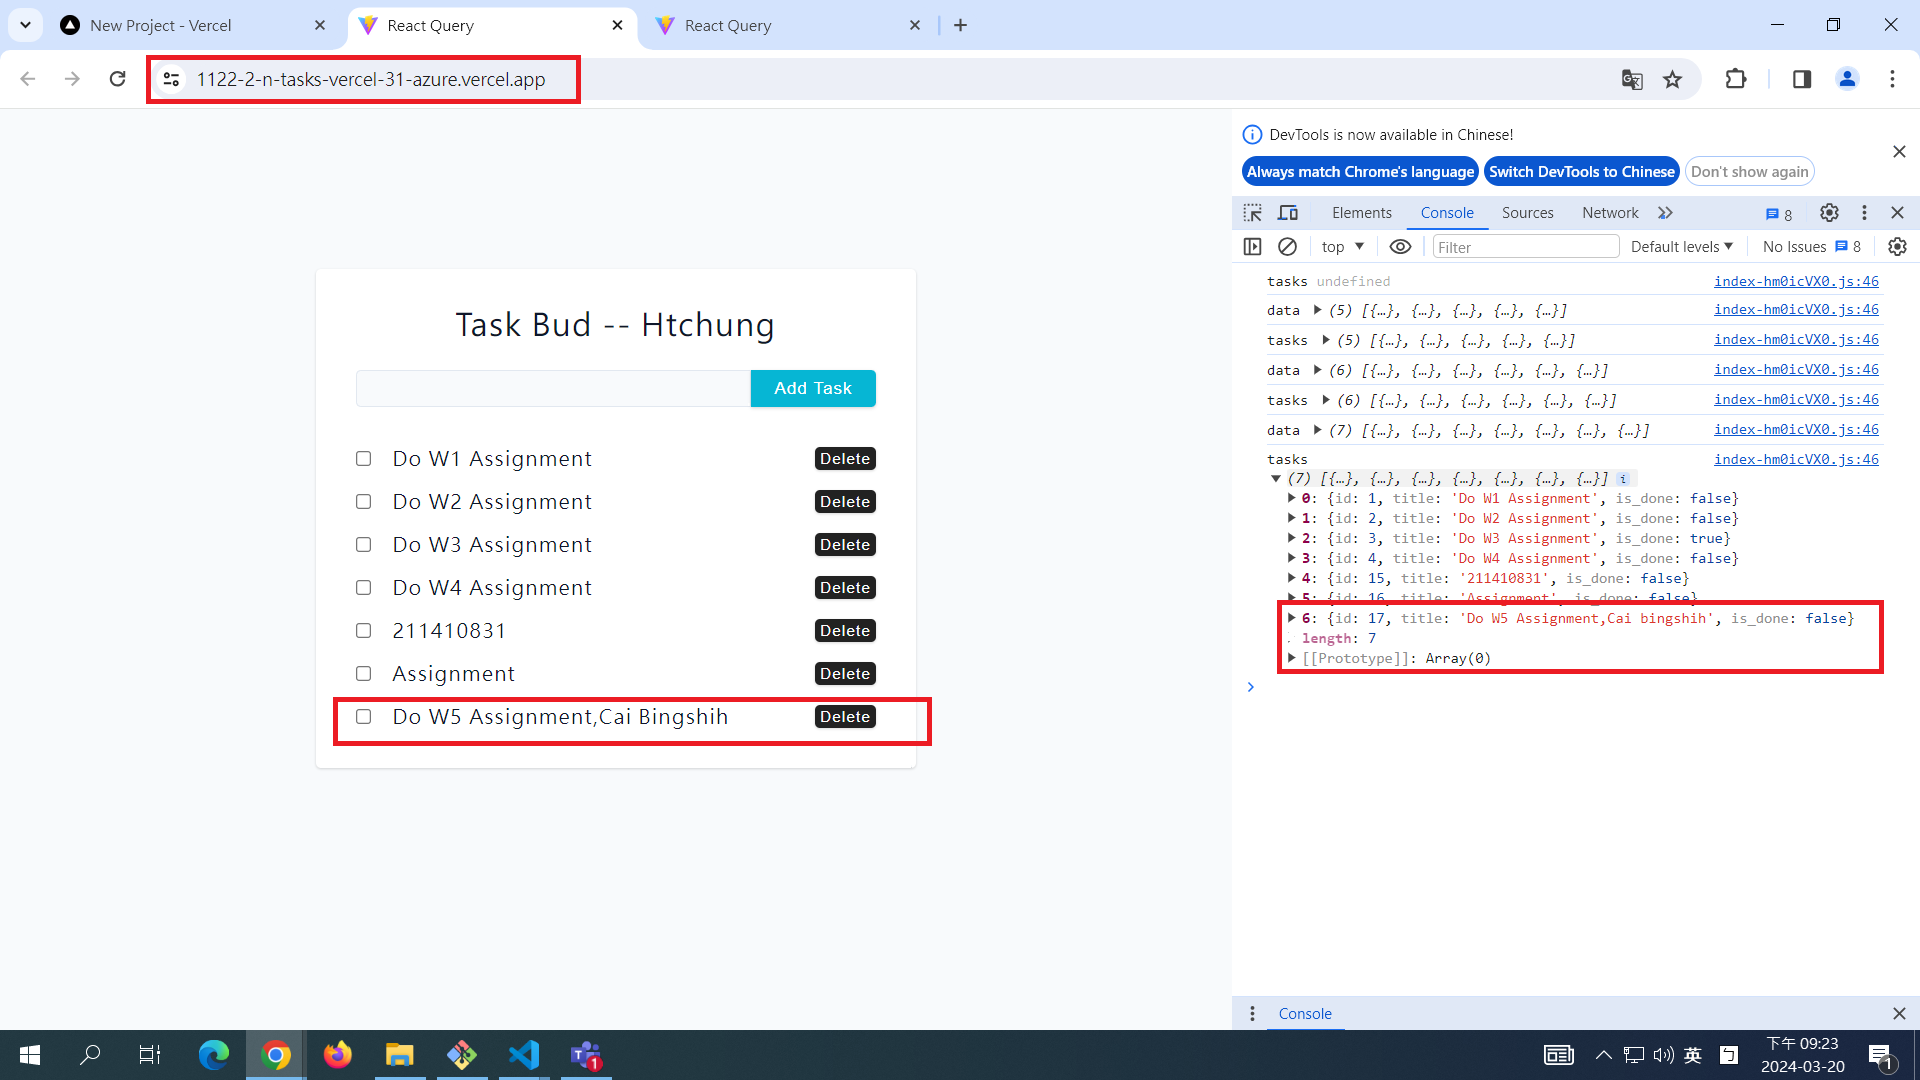 New Project - Vercel
React Query
React Query
1122-2-n-tasks-vercel-31-azure.vercel.app
DevTools is now available in Chinese!
Always match Chrome's language
Switch DevTools to Chinese
Don't show again
Elements Console Sources Network 8
top Filter Default levels No Issues 8
tasks undefined index-hm0icVX0.js:46
data (5) [{…}, {…}, {…}, {…}, {…}] index-hm0icVX0.js:46
tasks (5) [{…}, {…}, {…}, {…}, {…}] index-hm0icVX0.js:46
data (6) [{…}, {…}, {…}, {…}, {…}, {…}] index-hm0icVX0.js:46
tasks (6) [{…}, {…}, {…}, {…}, {…}, {…}] index-hm0icVX0.js:46
data (7) [{…}, {…}, {…}, {…}, {…}, {…}, {…}] index-hm0icVX0.js:46
tasks index-hm0icVX0.js:46
(7) [{…}, {…}, {…}, {…}, {…}, {…}, {…}] i
0: {id: 1, title: 'Do W1 Assignment', is_done: false}
1: {id: 2, title: 'Do W2 Assignment', is_done: false}
2: {id: 3, title: 'Do W3 Assignment', is_done: true}
3: {id: 4, title: 'Do W4 Assignment', is_done: false}
4: {id: 15, title: '211410831', is_done: false}
5: {id: 16, title: 'Assignment', is_done: false}
6: {id: 17, title: 'Do W5 Assignment,Cai bingshih', is_done: false}
length: 7
[[Prototype]]: Array(0)
Console
Task Bud -- Htchung
Add Task
Do W1 Assignment Delete
Do W2 Assignment Delete
Do W3 Assignment Delete
Do W4 Assignment Delete
211410831 Delete
Assignment Delete
Do W5 Assignment,Cai Bingshih Delete
T 1
英
ㄅ
下午 09:23
2024-03-20
1